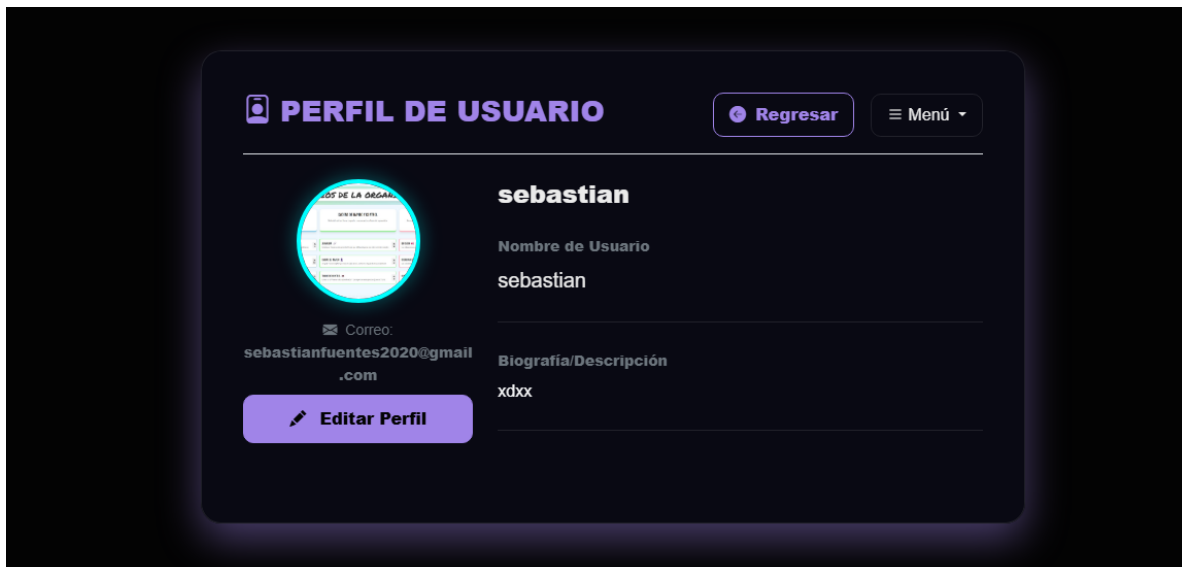 PERFIL DE USUARIO
Regresar
Menú
sebastian
Nombre de Usuario
sebastian
Correo:
sebastianfuentes2020@gmail
.com
Editar Perfil
Biografía/Descripción
xdxx